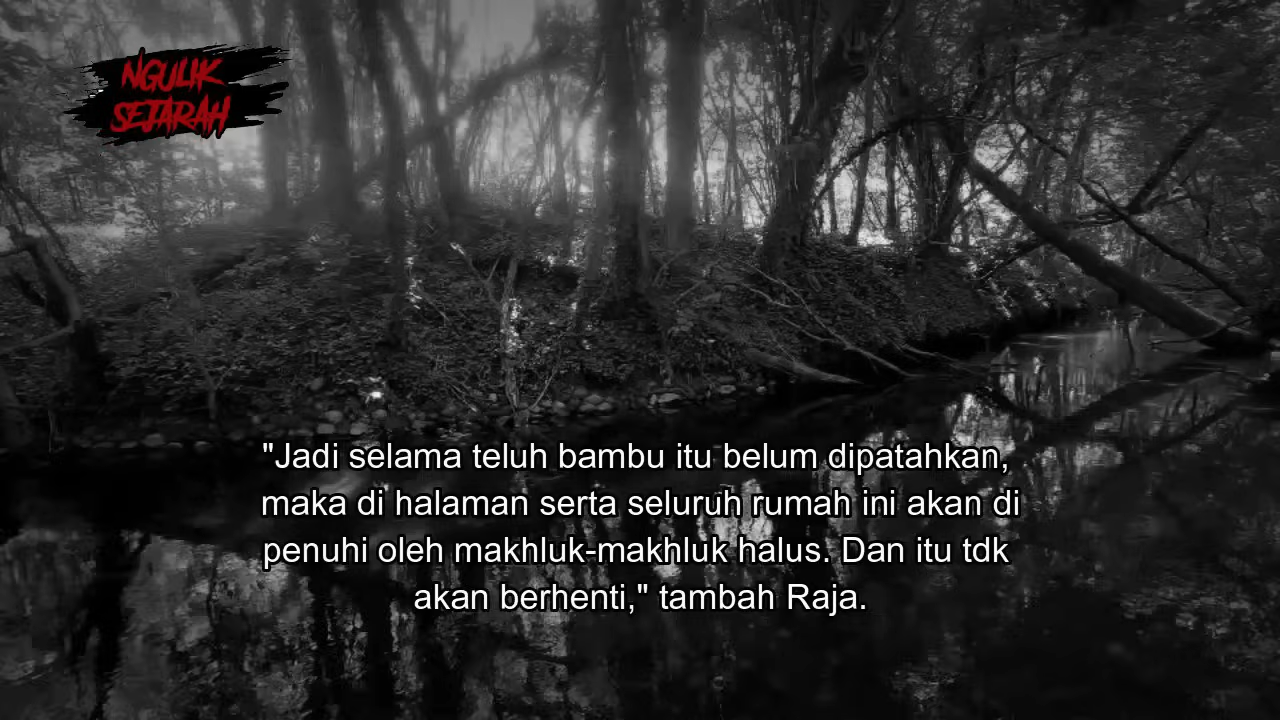 NGULIK
SEJARAH
"Jadi selama teluh bambu itu belum dipatahkan,
maka di halaman serta seluruh rumah ini akan di
penuhi oleh makhluk-makhluk halus. Dan itu tdk
akan berhenti," tambah Raja.